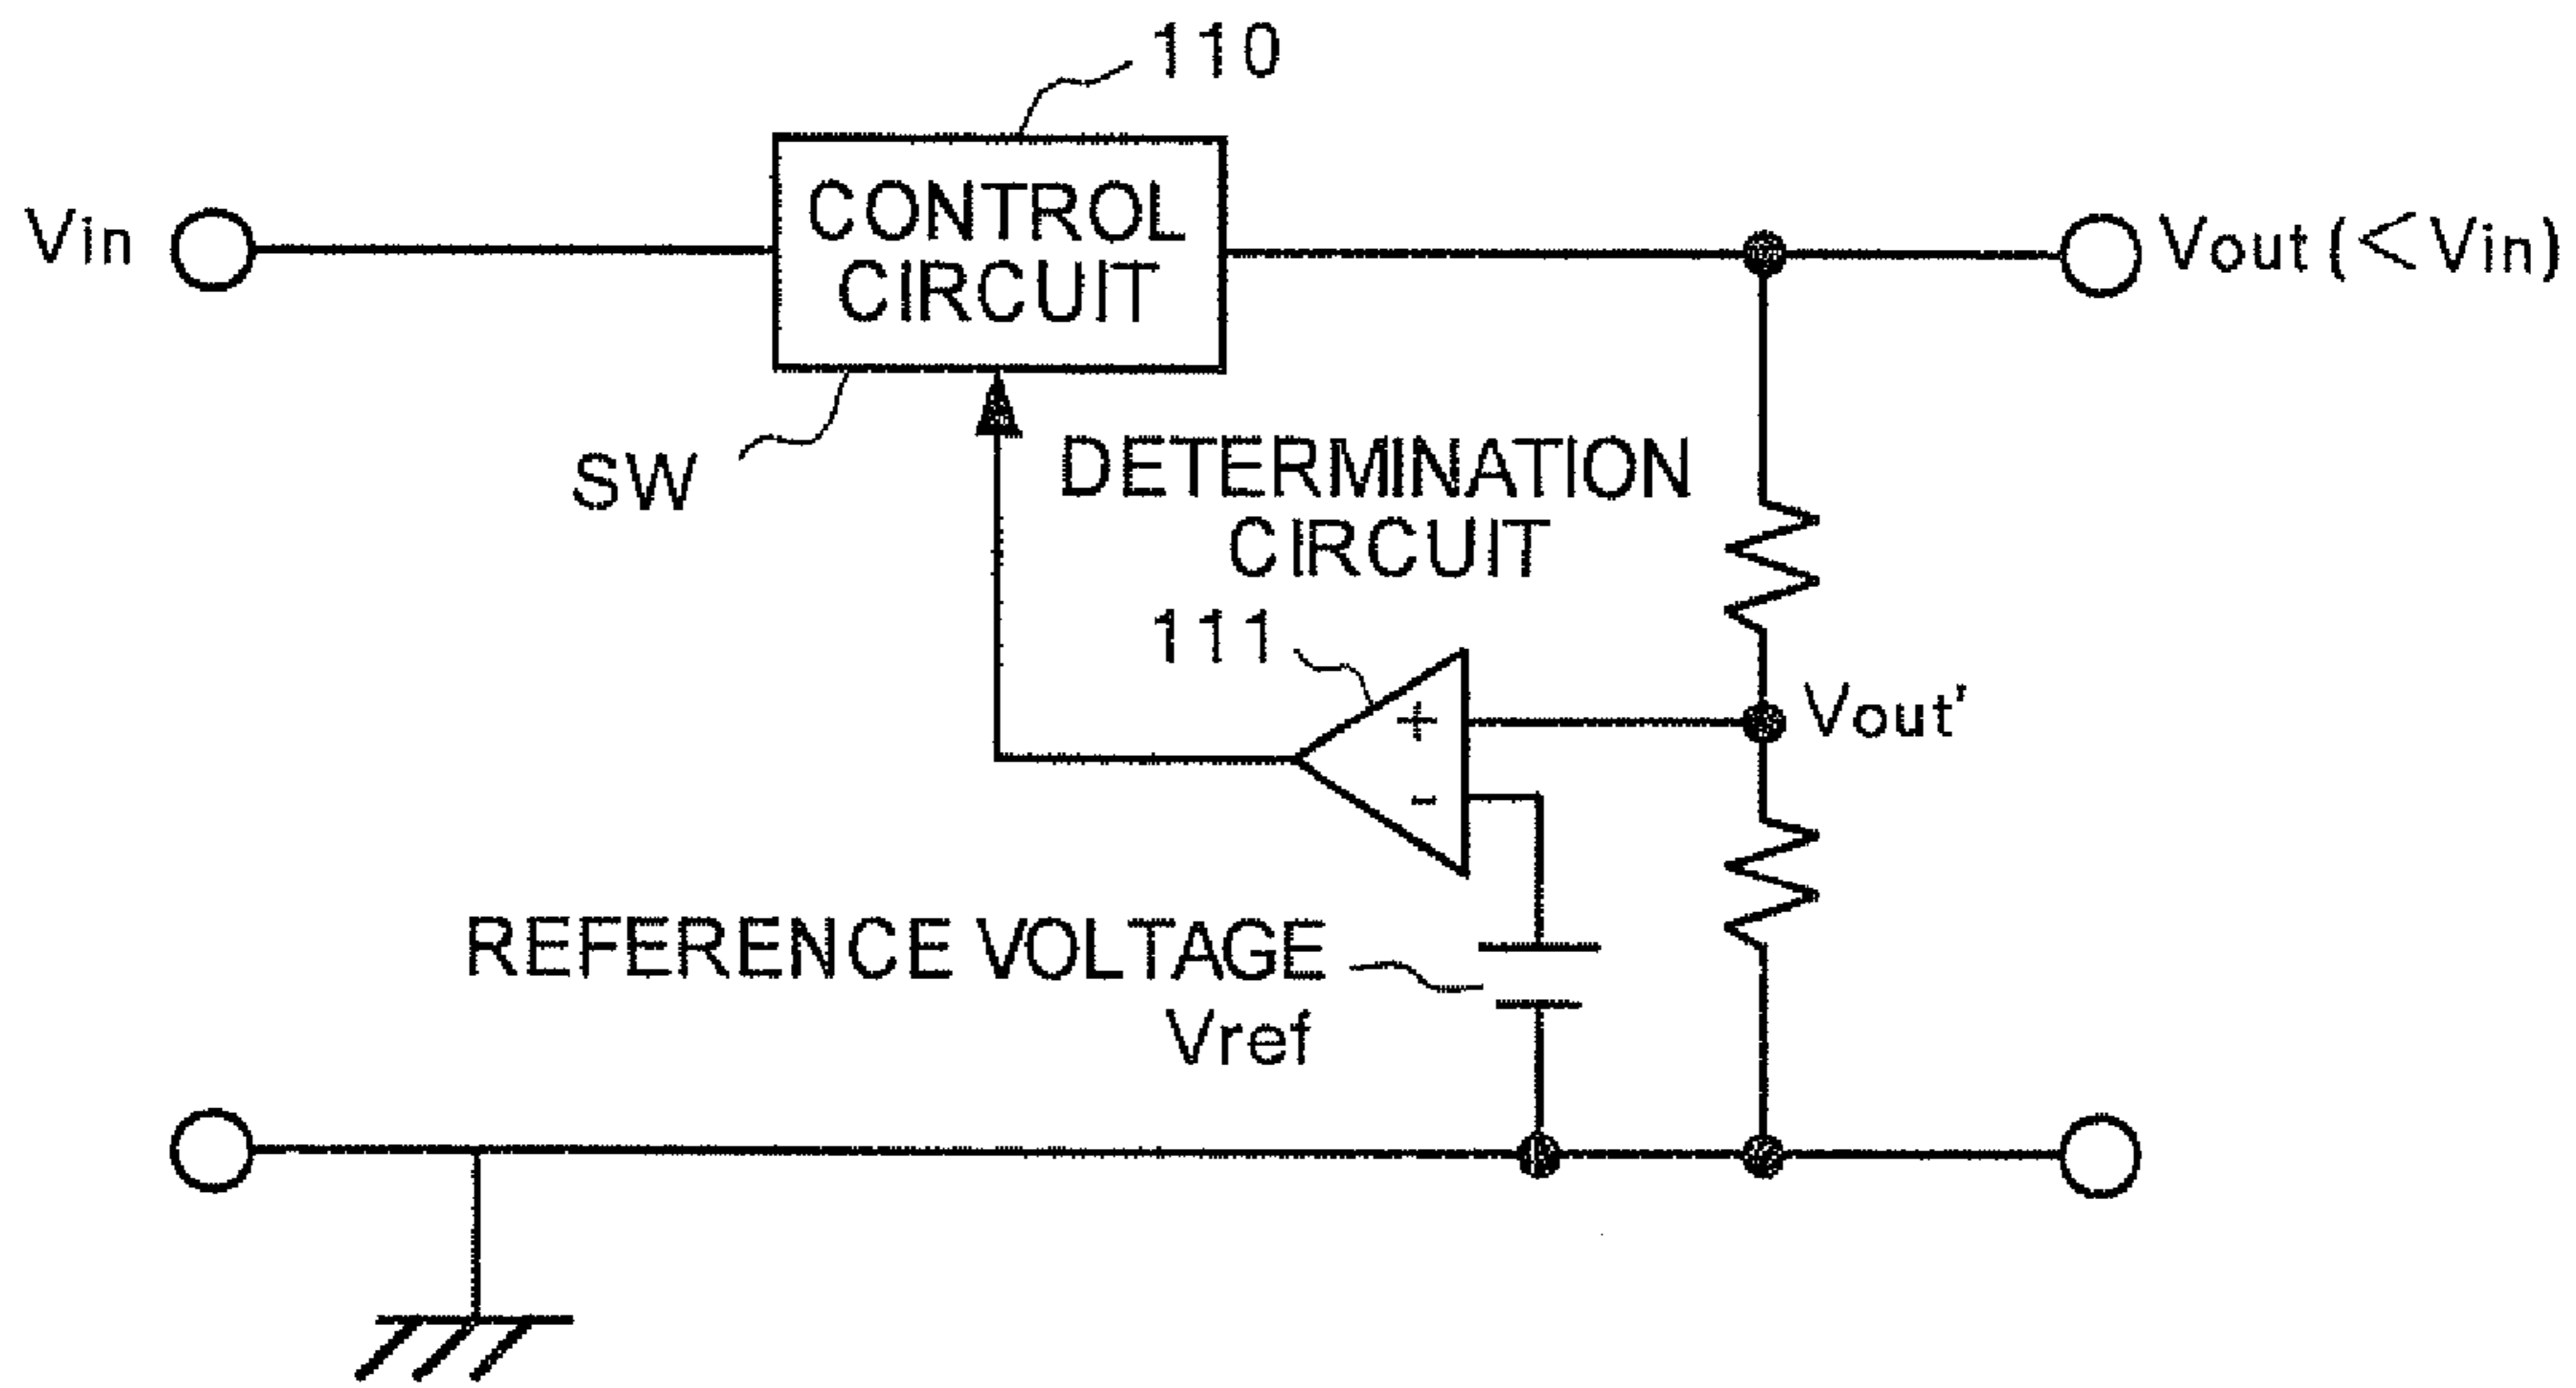 110
Vin
CONTROL
CIRCUIT
Vout (<Vin)
SW
DETERMINATION
CIRCUIT
111
+
Vout'
-
REFERENCE VOLTAGE
Vref